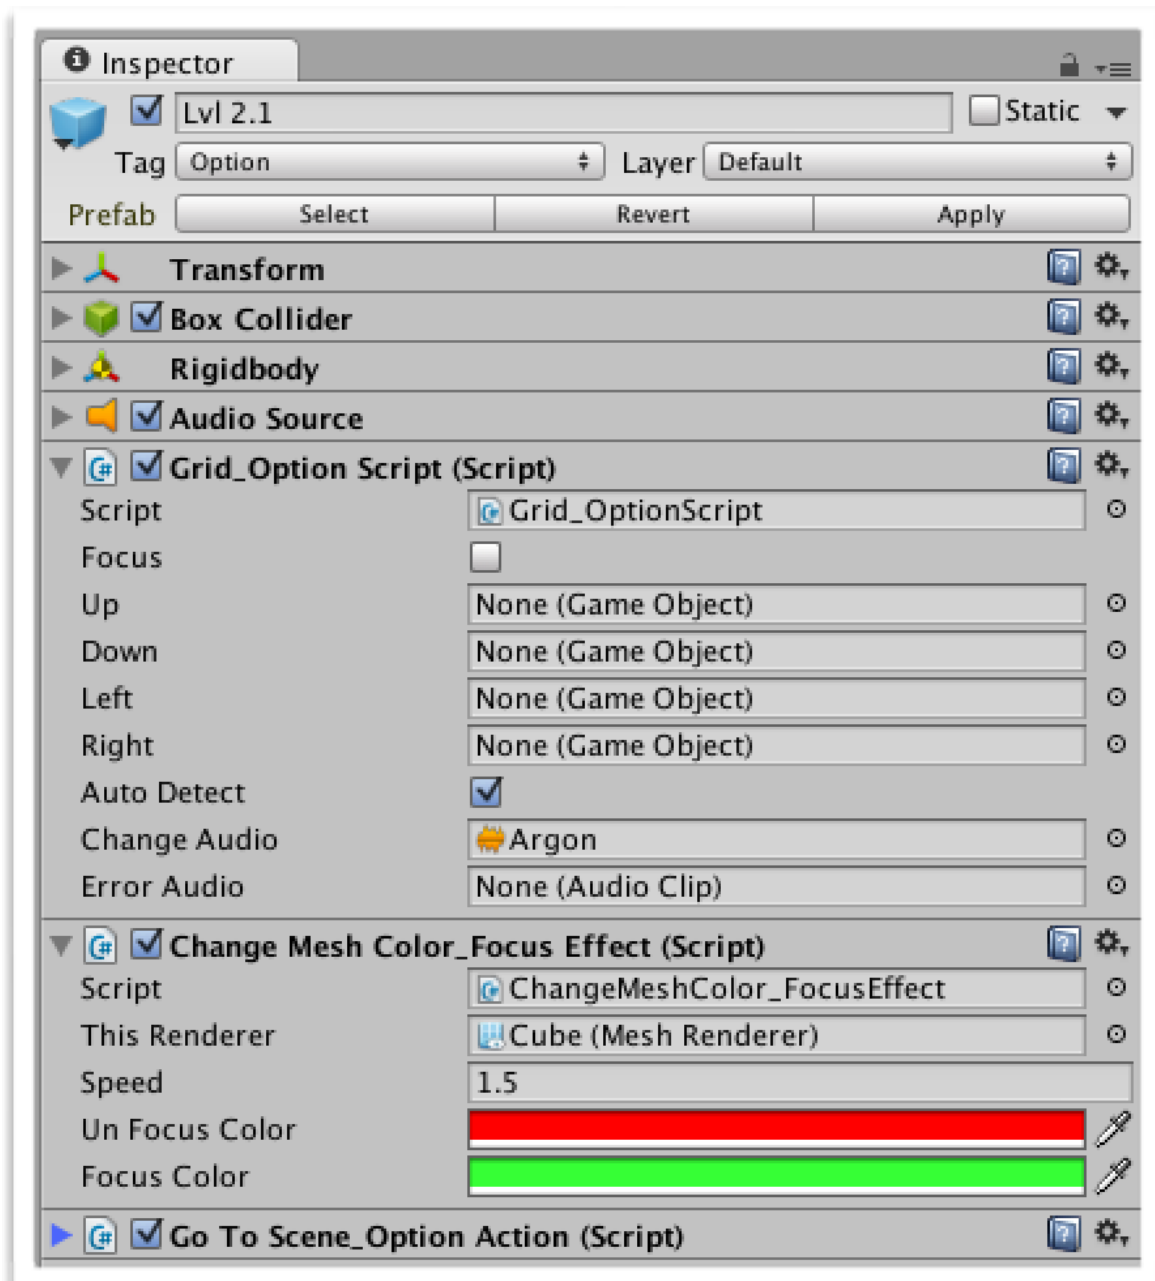 Inspector
Lvl 2.1 Static
Tag Option Layer Default
Prefab Select Revert Apply
Transform
Box Collider
Rigidbody
Audio Source
Grid_Option Script (Script)
Script Grid_OptionScript
Focus
Up None (Game Object)
Down None (Game Object)
Left None (Game Object)
Right None (Game Object)
Auto Detect
Change Audio Argon
Error Audio None (Audio Clip)
Change Mesh Color_Focus Effect (Script)
Script ChangeMeshColor_FocusEffect
This Renderer Cube (Mesh Renderer)
Speed 1.5
Un Focus Color
Focus Color
Go To Scene_Option Action (Script)